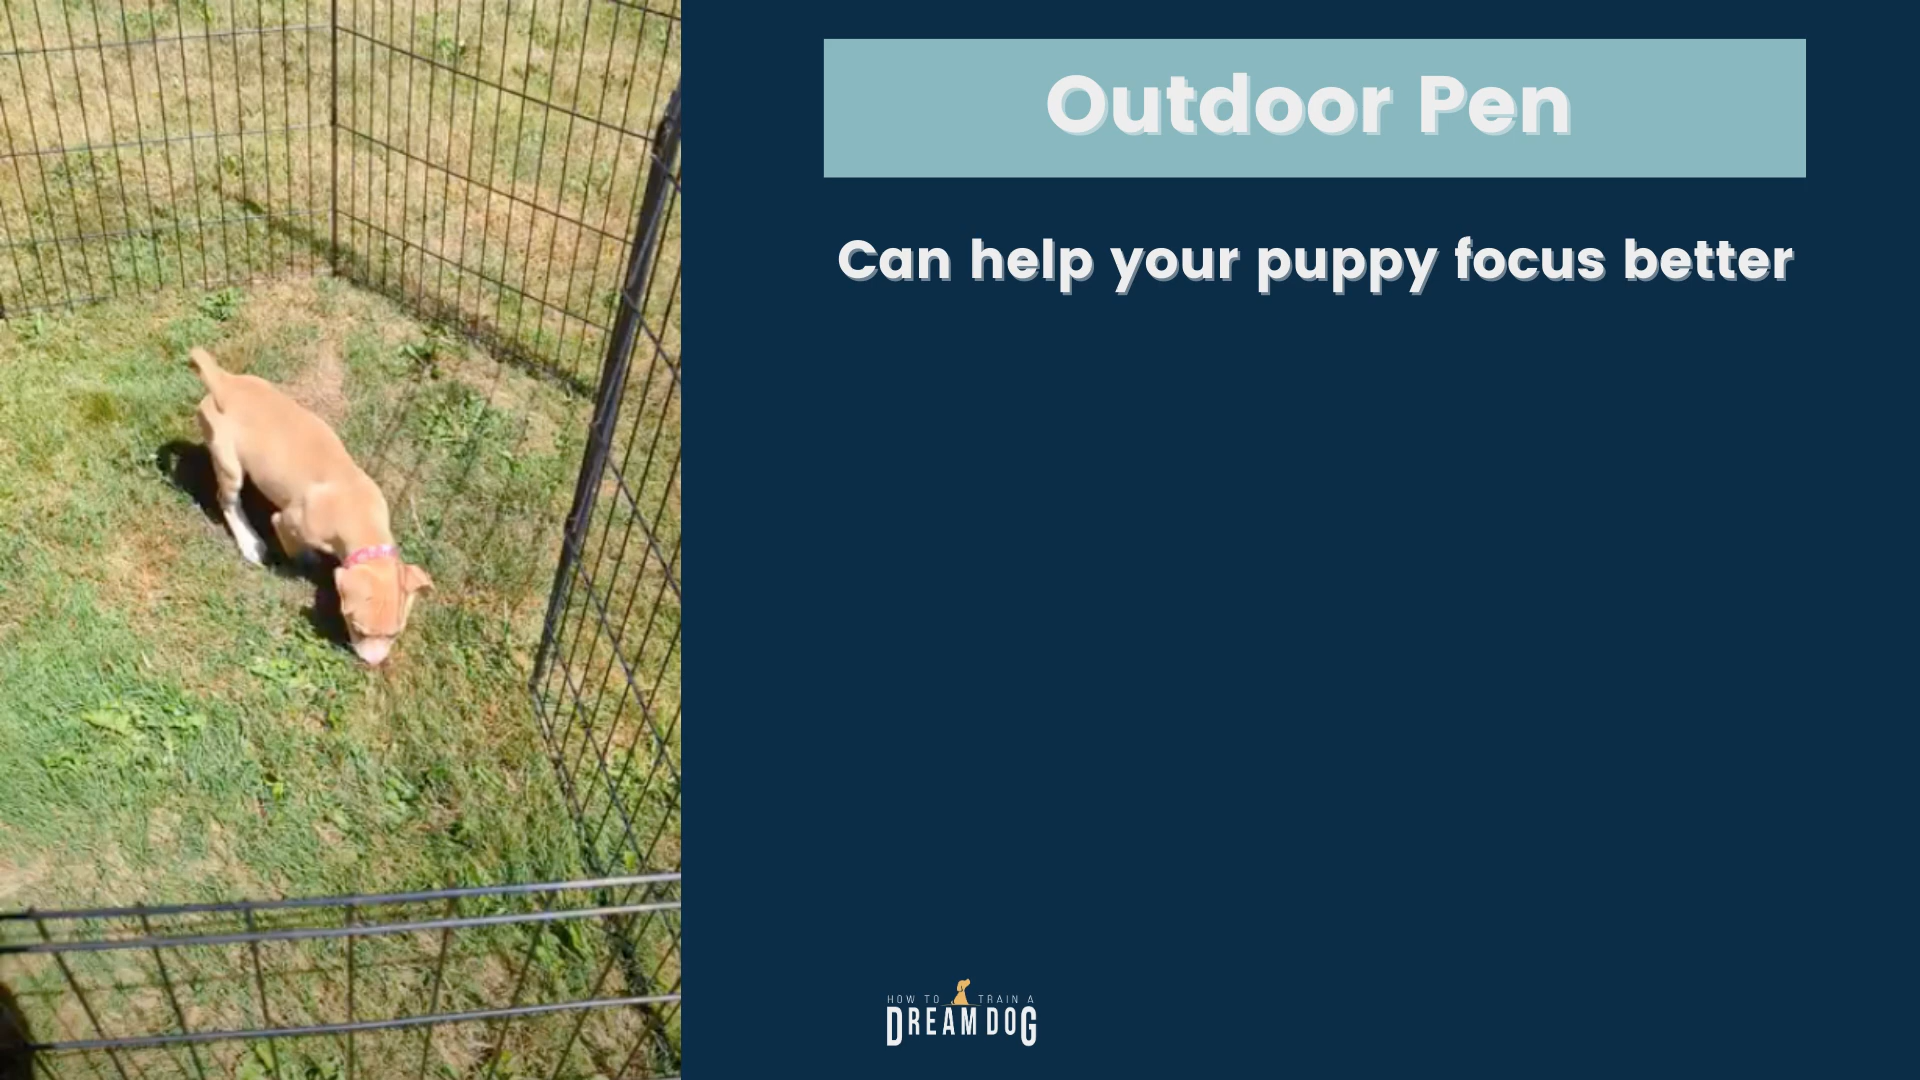 Outdoor Pen
Can help your puppy focus better
HOW TO TRAIN A
DREAM DOG